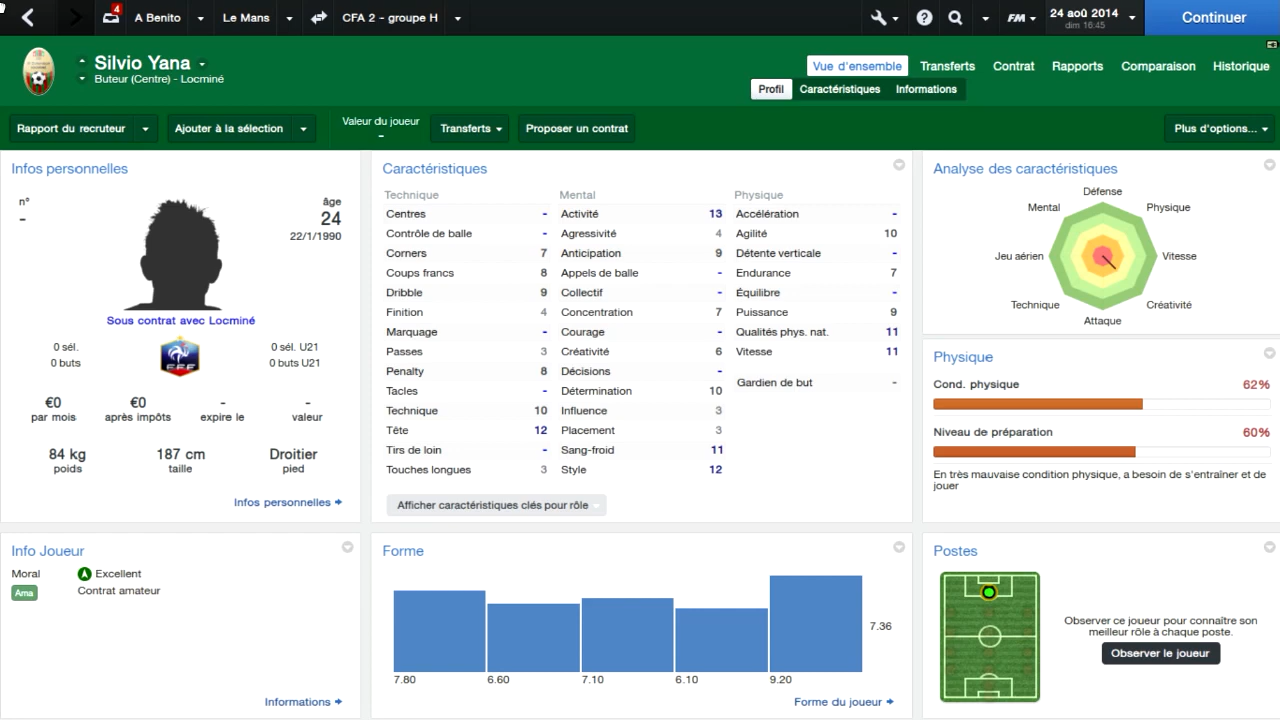 4
A Benito
Le Mans
CFA 2 - groupe H
FM
24 aoû 2014
dim 16:45
Continuer
Silvio Yana
Buteur (Centre) - Locminé
Vue d'ensemble
Transferts
Contrat
Rapports
Comparaison
Historique
Profil
Caractéristiques
Informations
Rapport du recruteur
Ajouter à la sélection
Valeur du joueur
-
Transferts
Proposer un contrat
Plus d'options...
Infos personnelles
n°
-
âge
24
22/1/1990
Sous contrat avec Locminé
0 sél.
0 buts
F.F.F.
0 sél. U21
0 buts U21
€0
par mois
€0
après impôts
-
expire le
-
valeur
84 kg
poids
187 cm
taille
Droitier
pied
Infos personnelles
Caractéristiques
Technique
Centres -
Contrôle de balle -
Corners 7
Coups francs 8
Dribble 9
Finition 4
Marquage -
Passes 3
Penalty 8
Tacles -
Technique 10
Tête 12
Tirs de loin -
Touches longues 3
Mental
Activité 13
Agressivité 4
Anticipation 9
Appels de balle -
Collectif -
Concentration 7
Courage -
Créativité 6
Décisions -
Détermination 10
Influence 3
Placement 3
Sang-froid 11
Style 12
Physique
Accélération -
Agilité 10
Détente verticale -
Endurance 7
Équilibre -
Puissance 9
Qualités phys. nat. 11
Vitesse 11
Gardien de but -
Afficher caractéristiques clés pour rôle
Analyse des caractéristiques
Défense
Mental
Physique
Jeu aérien
Vitesse
Technique
Créativité
Attaque
Physique
Cond. physique 62%
Niveau de préparation 60%
En très mauvaise condition physique, a besoin de s'entraîner et de
jouer
Info Joueur
Moral Excellent
Ama Contrat amateur
Informations
Forme
7.36
7.80 6.60 7.10 6.10 9.20
Forme du joueur
Postes
Observer ce joueur pour connaître son
meilleur rôle à chaque poste.
Observer le joueur